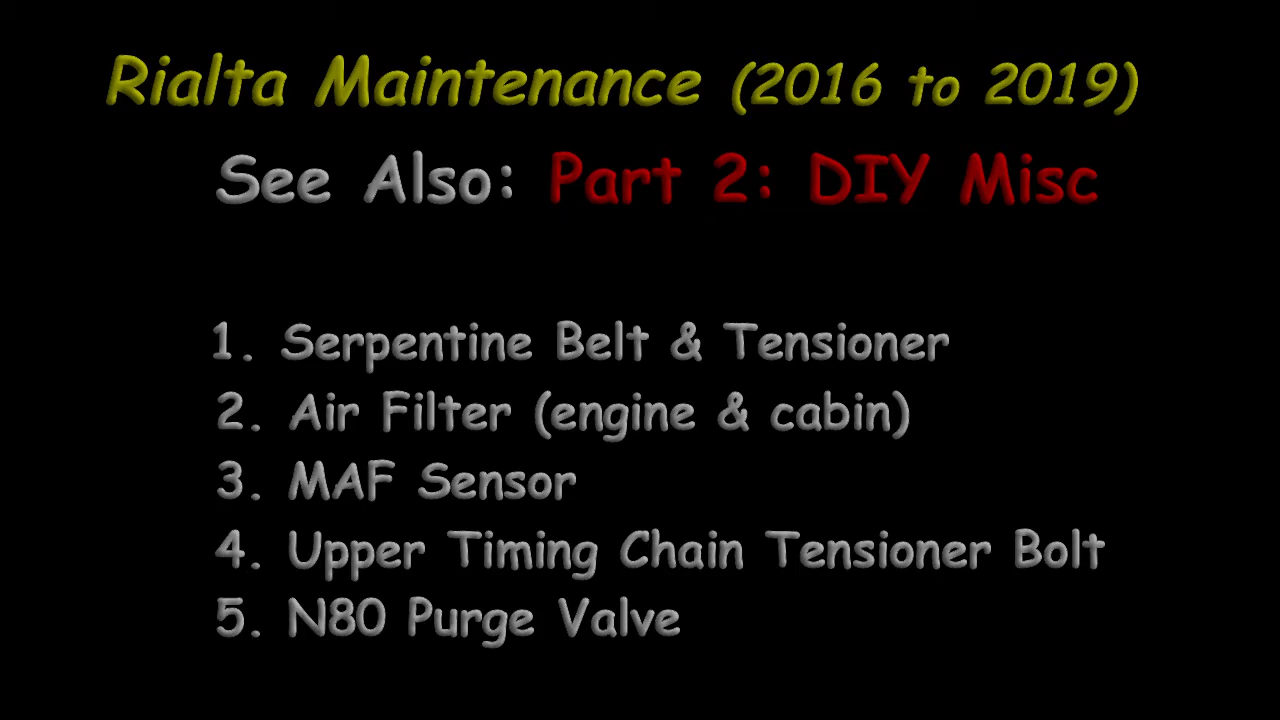 Rialta Maintenance (2016 to 2019)
See Also: Part 2: DIY Misc
1. Serpentine Belt & Tensioner
2. Air Filter (engine & cabin)
3. MAF Sensor
4. Upper Timing Chain Tensioner Bolt
5. N80 Purge Valve